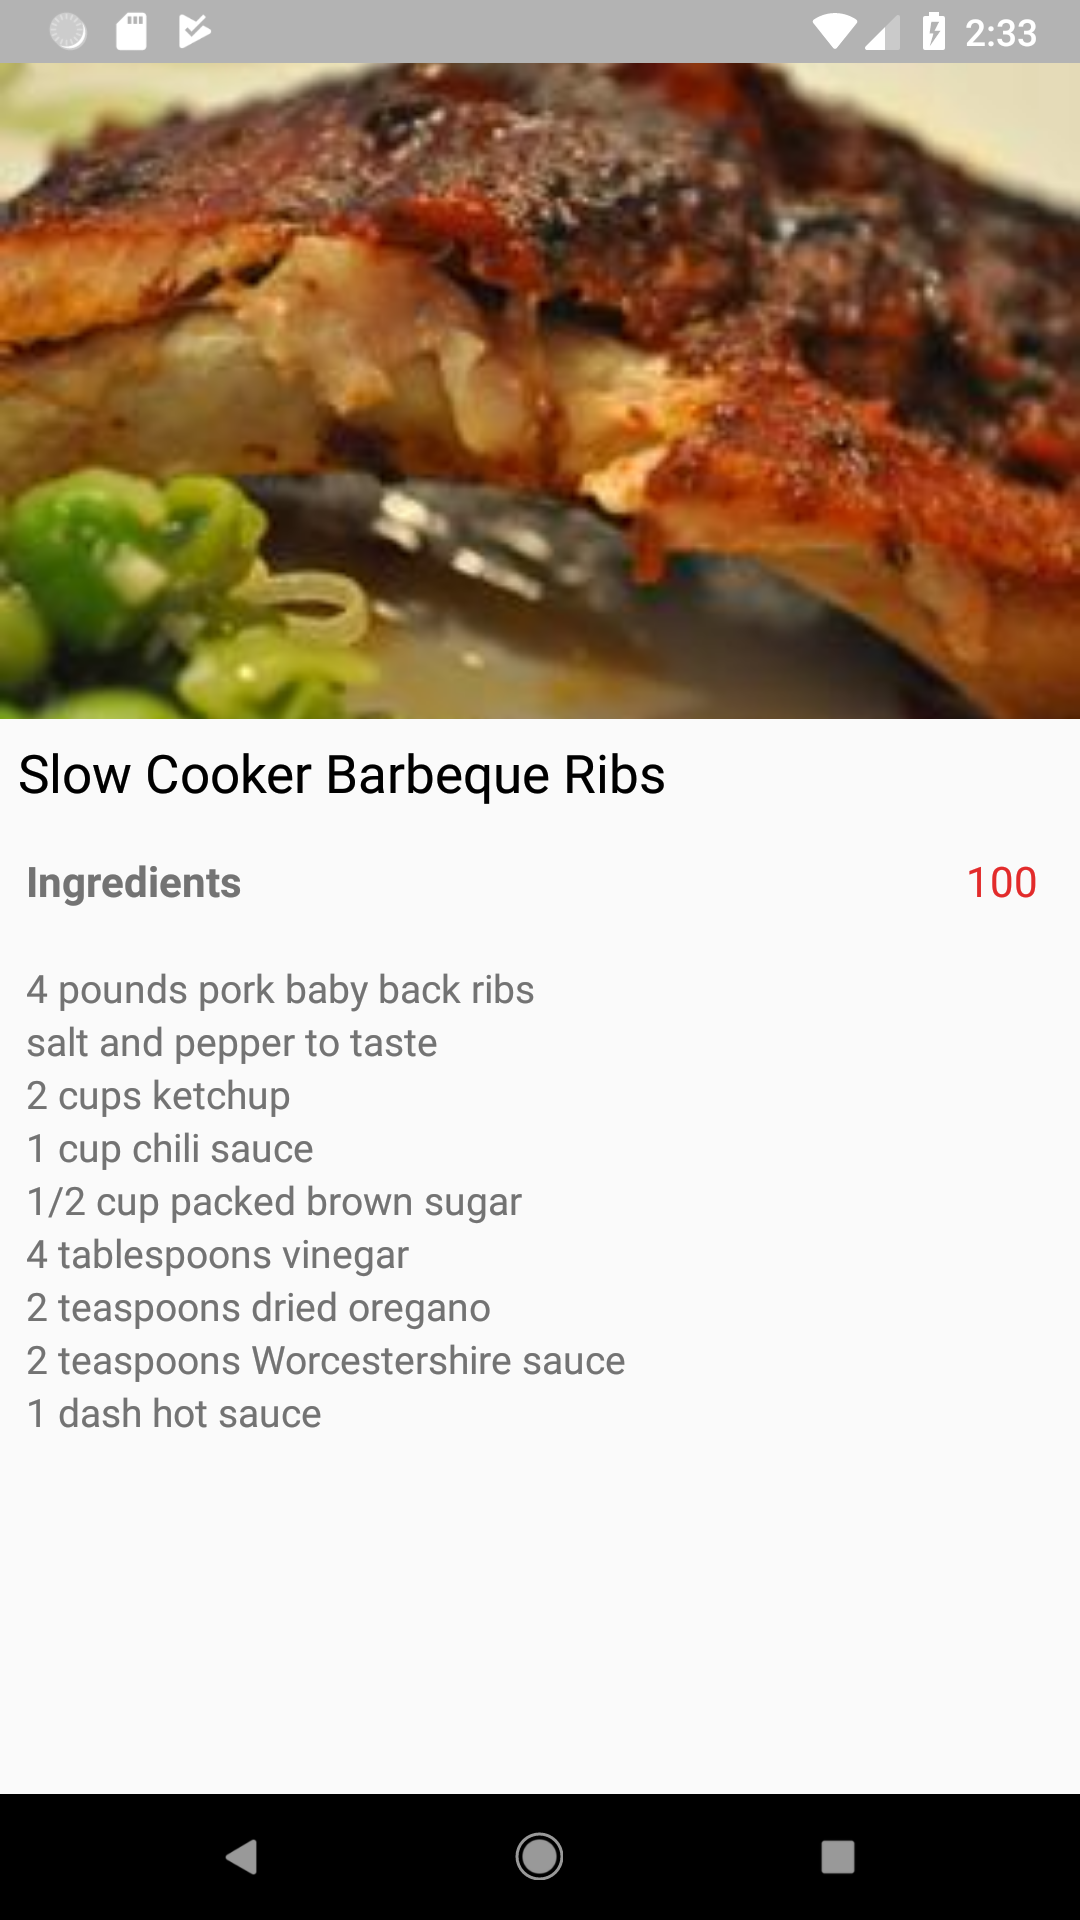 2:33
Slow Cooker Barbeque Ribs
Ingredients 100
4 pounds pork baby back ribs
salt and pepper to taste
2 cups ketchup
1 cup chili sauce
1/2 cup packed brown sugar
4 tablespoons vinegar
2 teaspoons dried oregano
2 teaspoons Worcestershire sauce
1 dash hot sauce